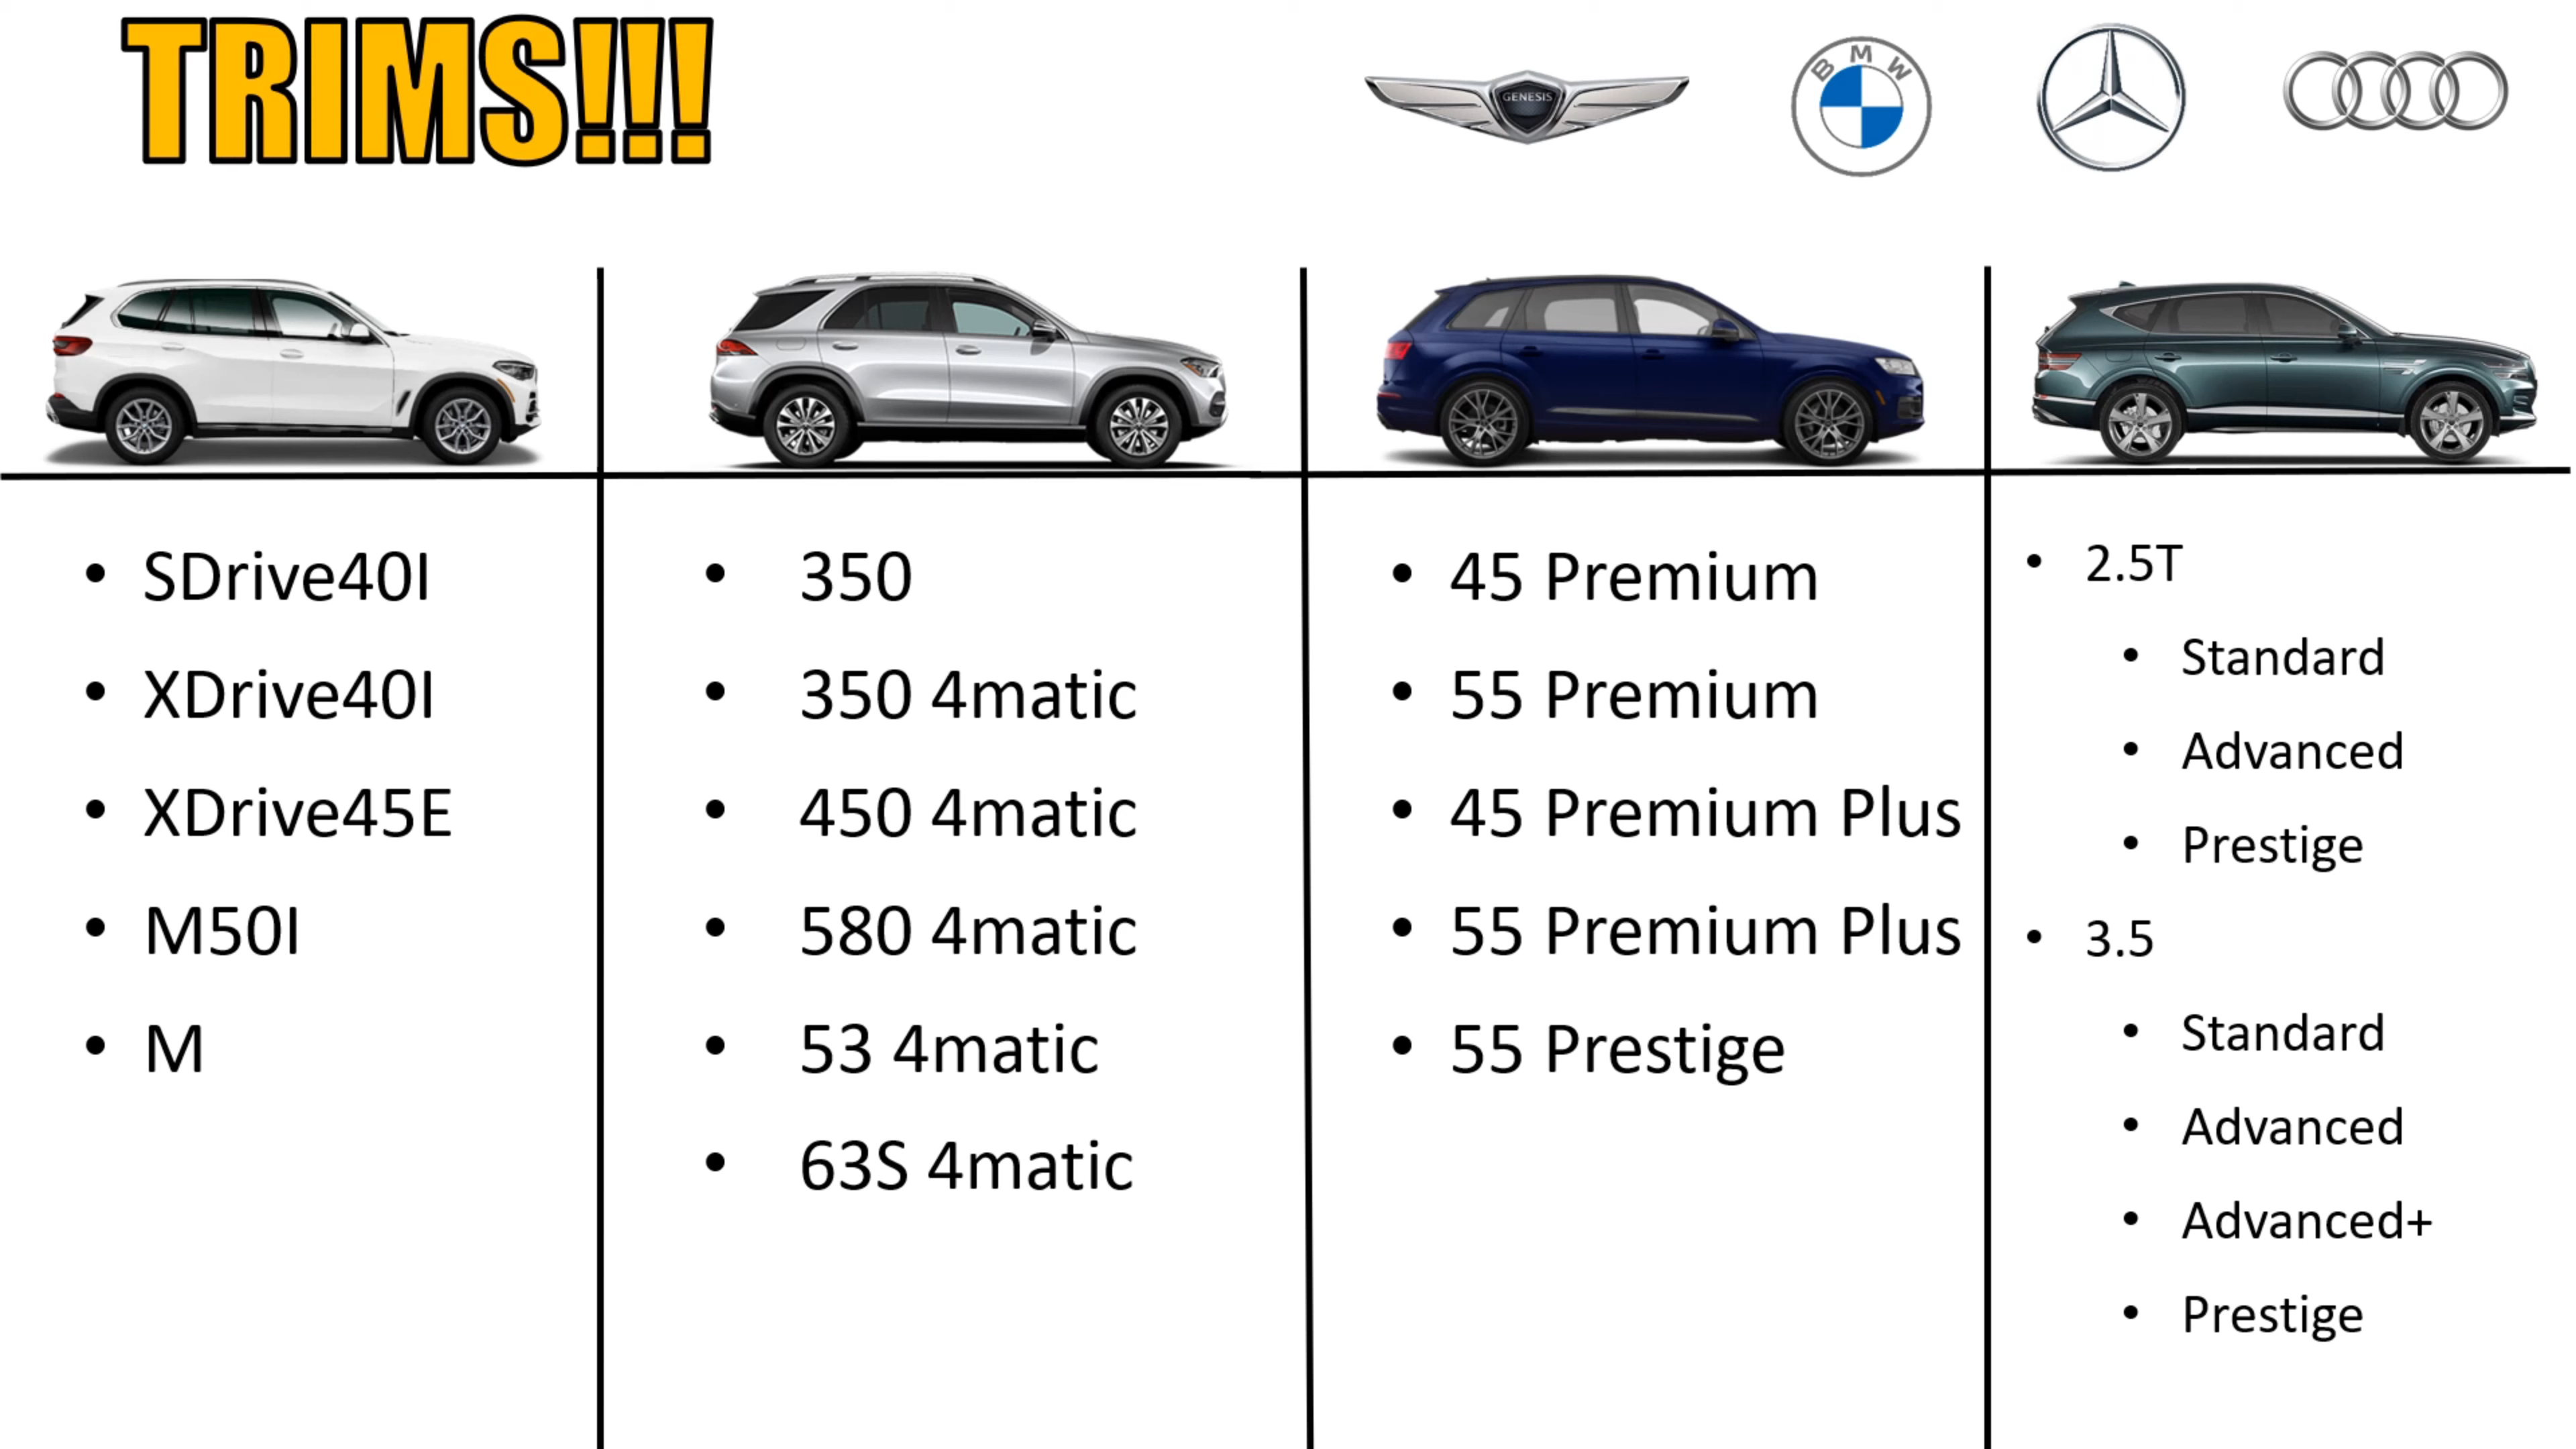 TRIMS!!!
GENESIS
BMW
• SDrive40I
• XDrive40I
• XDrive45E
• M50I
• M
• 350
• 350 4matic
• 450 4matic
• 580 4matic
• 53 4matic
• 63S 4matic
• 45 Premium
• 55 Premium
• 45 Premium Plus
• 55 Premium Plus
• 55 Prestige
• 2.5T
• Standard
• Advanced
• Prestige
• 3.5
• Standard
• Advanced
• Advanced+
• Prestige